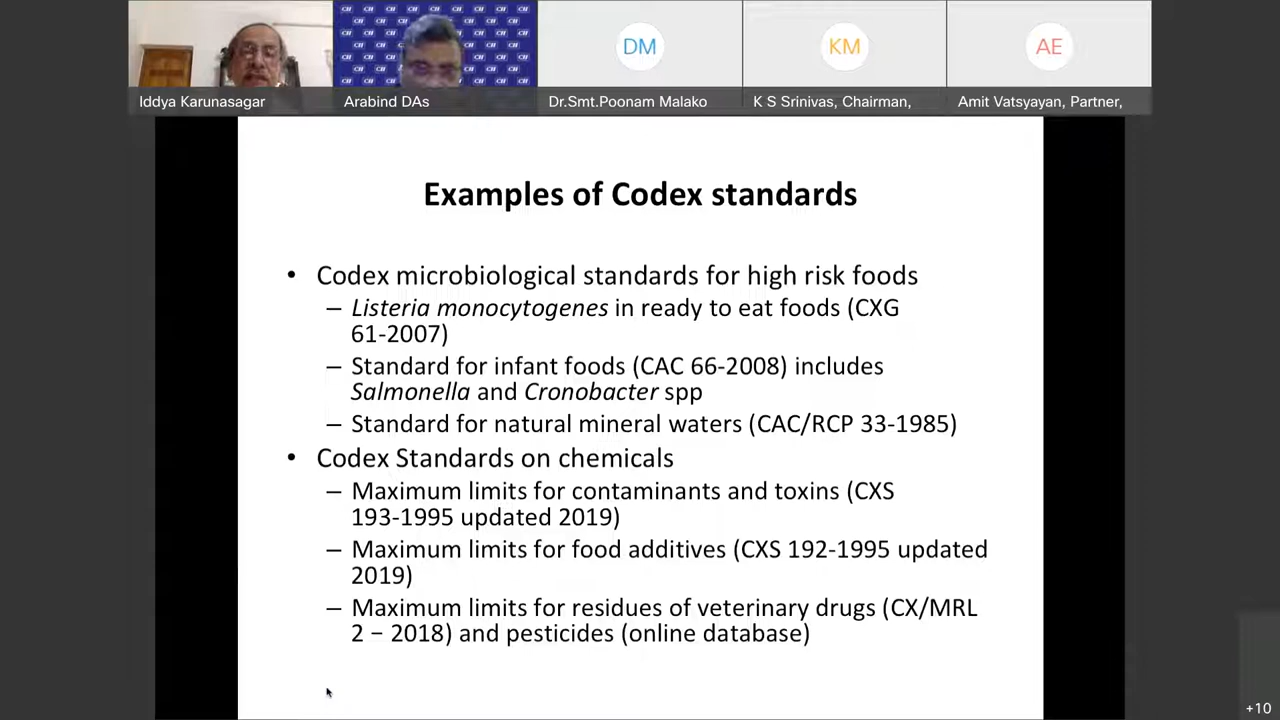 DM
KM
AE
Iddya Karunasagar
Arabind DAs
Dr.Smt.Poonam Malako
K S Srinivas, Chairman,
Amit Vatsyayan, Partner,
Examples of Codex standards
• Codex microbiological standards for high risk foods
– Listeria monocytogenes in ready to eat foods (CXG
61-2007)
– Standard for infant foods (CAC 66-2008) includes
Salmonella and Cronobacter spp
– Standard for natural mineral waters (CAC/RCP 33-1985)
• Codex Standards on chemicals
– Maximum limits for contaminants and toxins (CXS
193-1995 updated 2019)
– Maximum limits for food additives (CXS 192-1995 updated
2019)
– Maximum limits for residues of veterinary drugs (CX/MRL
2 – 2018) and pesticides (online database)
+10